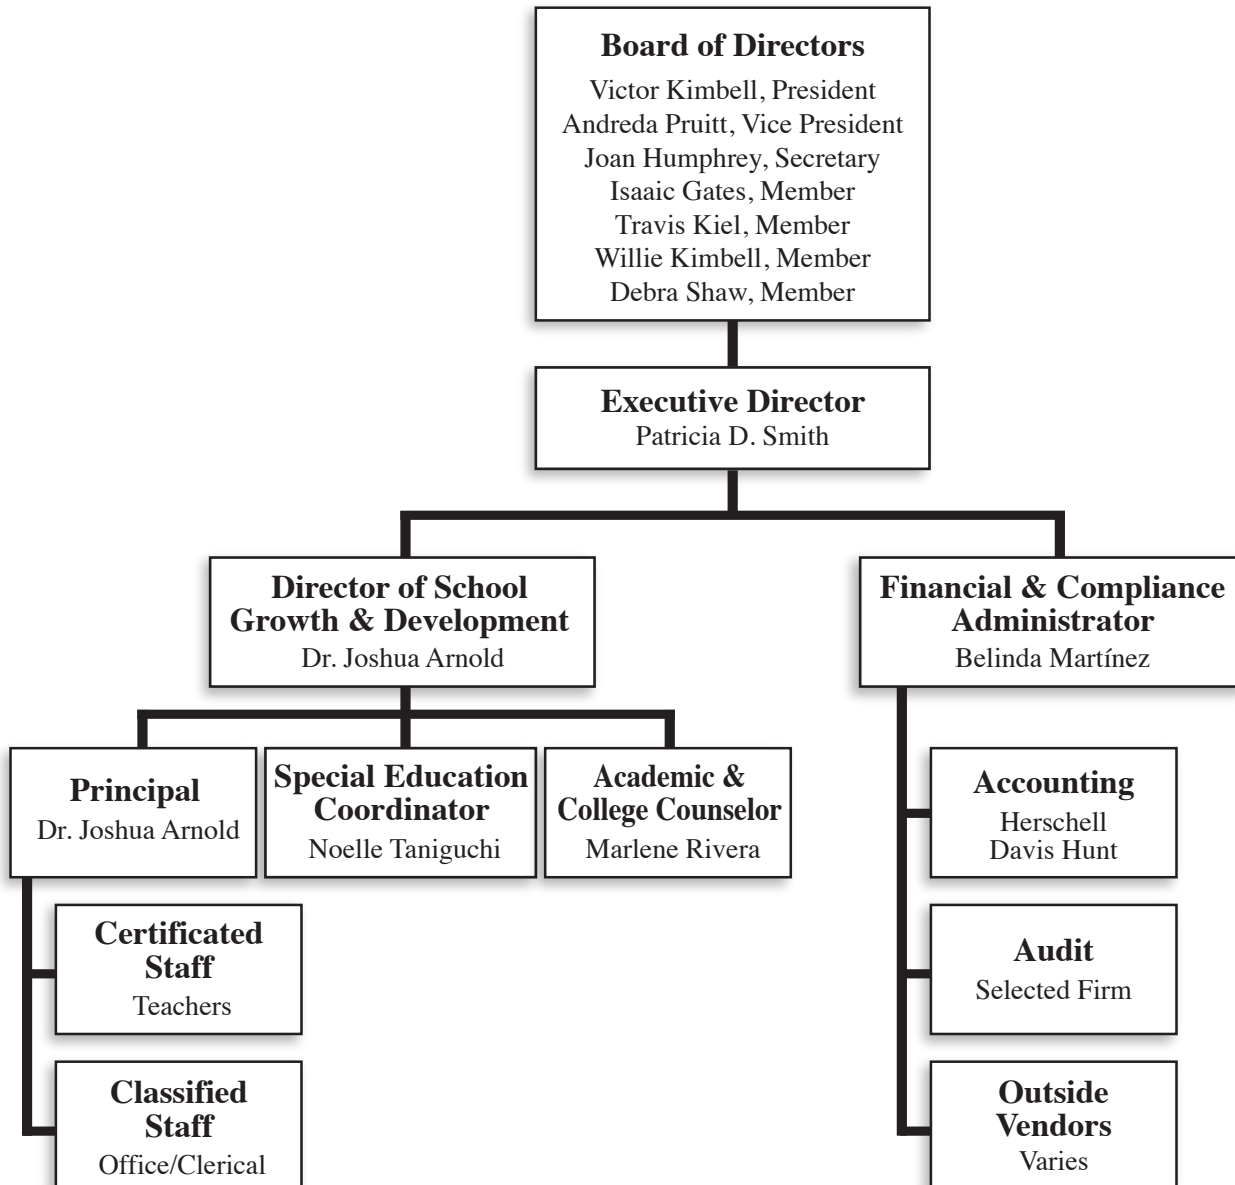 Board of Directors
Victor Kimbell, President
Andreda Pruitt, Vice President
Joan Humphrey, Secretary
Isaaic Gates, Member
Travis Kiel, Member
Willie Kimbell, Member
Debra Shaw, Member
Executive Director
Patricia D. Smith
Director of School
Growth & Development
Dr. Joshua Arnold
Financial & Compliance
Administrator
Belinda Martínez
Principal
Dr. Joshua Arnold
Special Education
Coordinator
Noelle Taniguchi
Academic &
College Counselor
Marlene Rivera
Accounting
Herschell
Davis Hunt
Certificated
Staff
Teachers
Audit
Selected Firm
Classified
Staff
Office/Clerical
Outside
Vendors
Varies